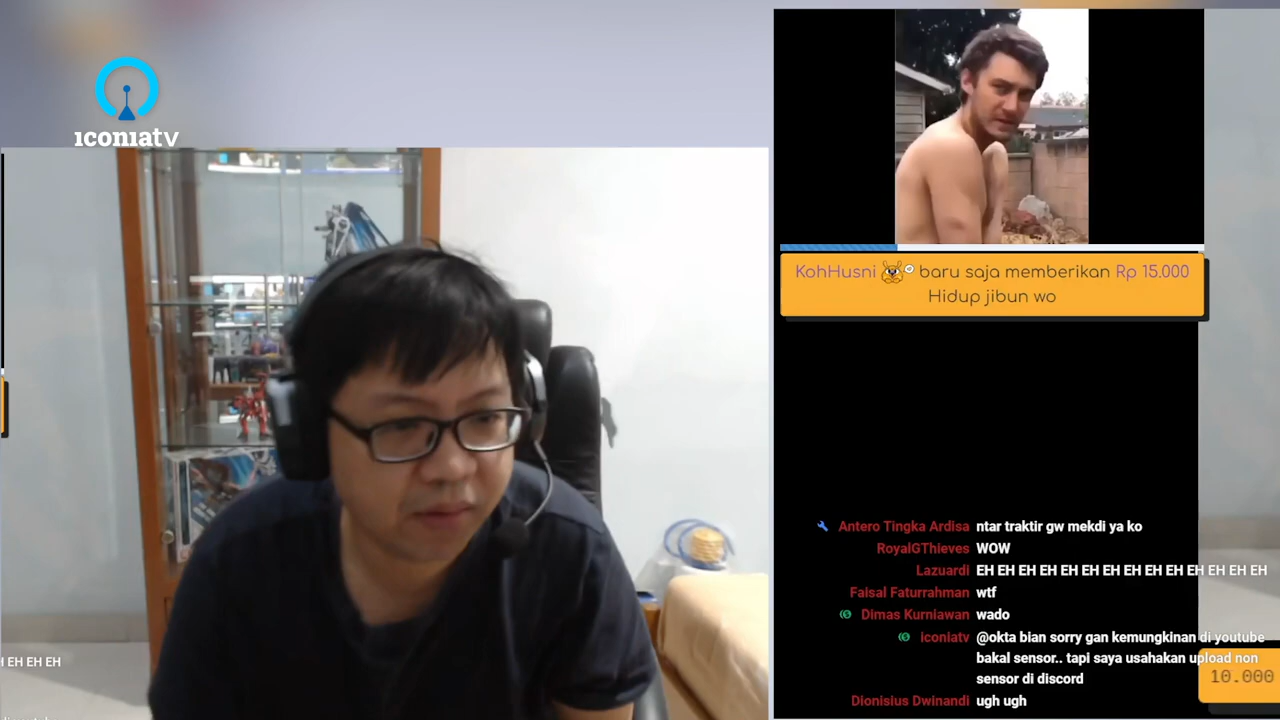 ıconıatv
KohHusni baru saja memberikan Rp 15.000
Hidup jibun wo
Antero Tingka Ardisa ntar traktir gw mekdi ya ko
RoyalGThieves WOW
Lazuardi EH EH EH EH EH EH EH EH EH EH EH EH EH EH
Faisal Faturrahman wtf
Dimas Kurniawan wado
iconiatv @okta bian sorry gan kemungkinan di youtube
bakal sensor.. tapi saya usahakan upload non
sensor di discord
Dionisius Dwinandi ugh ugh
EH EH EH
10.000